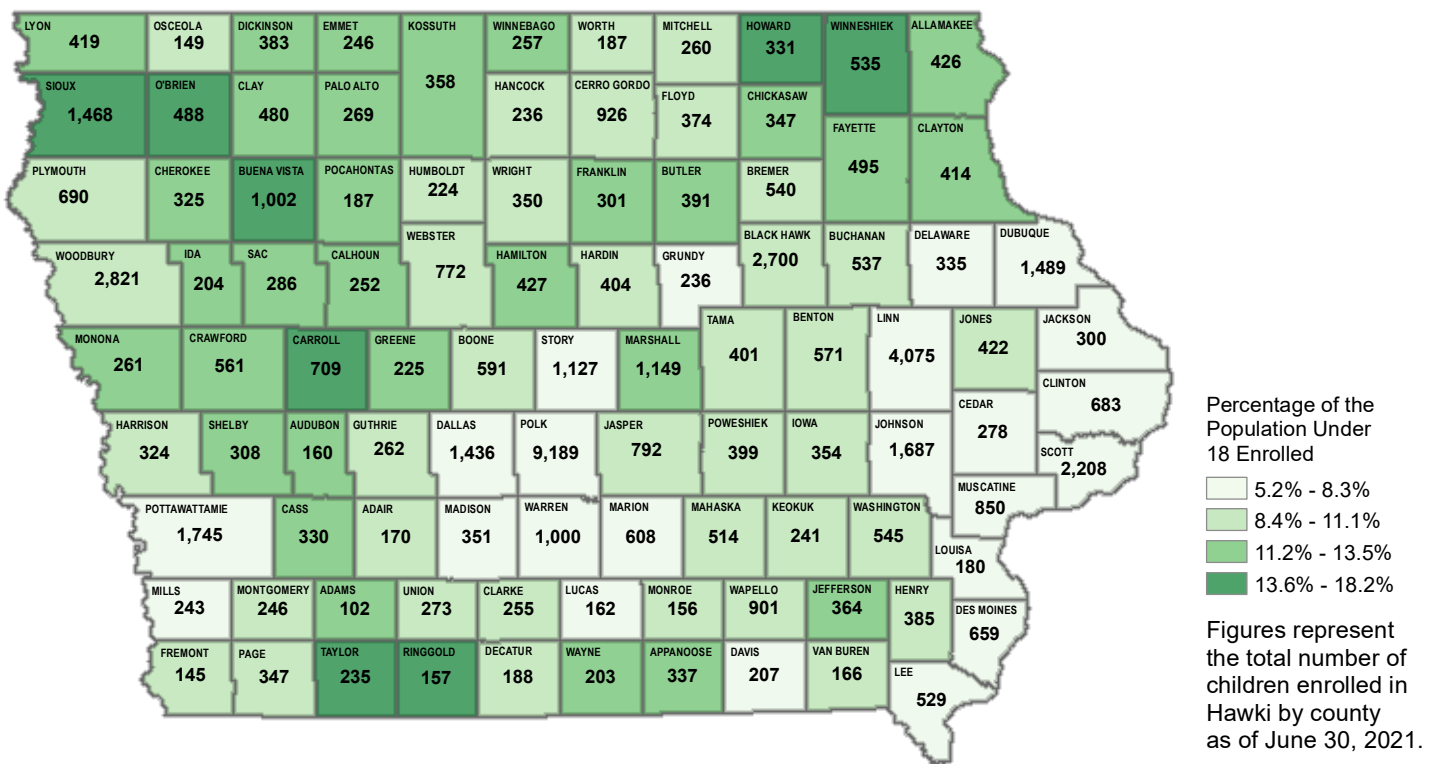 LYON
419
OSCEOLA
149
DICKINSON
383
EMMET
246
KOSSUTH
358
WINNEBAGO
257
WORTH
187
MITCHELL
260
HOWARD
331
WINNESHIEK
535
ALLAMAKEE
426
SIOUX
1,468
O'BRIEN
488
CLAY
480
PALO ALTO
269
HANCOCK
236
CERRO GORDO
926
FLOYD
374
CHICKASAW
347
FAYETTE
495
CLAYTON
414
PLYMOUTH
690
CHEROKEE
325
BUENA VISTA
1,002
POCAHONTAS
187
HUMBOLDT
224
WRIGHT
350
FRANKLIN
301
BUTLER
391
BREMER
540
WOODBURY
2,821
IDA
204
SAC
286
CALHOUN
252
WEBSTER
772
HAMILTON
427
HARDIN
404
GRUNDY
236
BLACK HAWK
2,700
BUCHANAN
537
DELAWARE
335
DUBUQUE
1,489
MONONA
261
CRAWFORD
561
CARROLL
709
GREENE
225
BOONE
591
STORY
1,127
MARSHALL
1,149
TAMA
401
BENTON
571
LINN
4,075
JONES
422
JACKSON
300
CLINTON
683
CEDAR
278
HARRISON
324
SHELBY
308
AUDUBON
160
GUTHRIE
262
DALLAS
1,436
POLK
9,189
JASPER
792
POWESHIEK
399
IOWA
354
JOHNSON
1,687
SCOTT
2,208
MUSCATINE
850
POTTAWATTAMIE
1,745
CASS
330
ADAIR
170
MADISON
351
WARREN
1,000
MARION
608
MAHASKA
514
KEOKUK
241
WASHINGTON
545
LOUISA
180
MILLS
243
MONTGOMERY
246
ADAMS
102
UNION
273
CLARKE
255
LUCAS
162
MONROE
156
WAPELLO
901
JEFFERSON
364
HENRY
385
DES MOINES
659
FREMONT
145
PAGE
347
TAYLOR
235
RINGGOLD
157
DECATUR
188
WAYNE
203
APPANOOSE
337
DAVIS
207
VAN BUREN
166
LEE
529
Percentage of the
Population Under
18 Enrolled
5.2% - 8.3%
8.4% - 11.1%
11.2% - 13.5%
13.6% - 18.2%
Figures represent
the total number of
children enrolled in
Hawki by county
as of June 30, 2021.